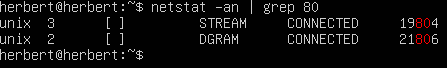 herbert@herbert:~$ netstat -an | grep 80
unix  3      [ ]         STREAM     CONNECTED     19804
unix  2      [ ]         DGRAM      CONNECTED     21806
herbert@herbert:~$